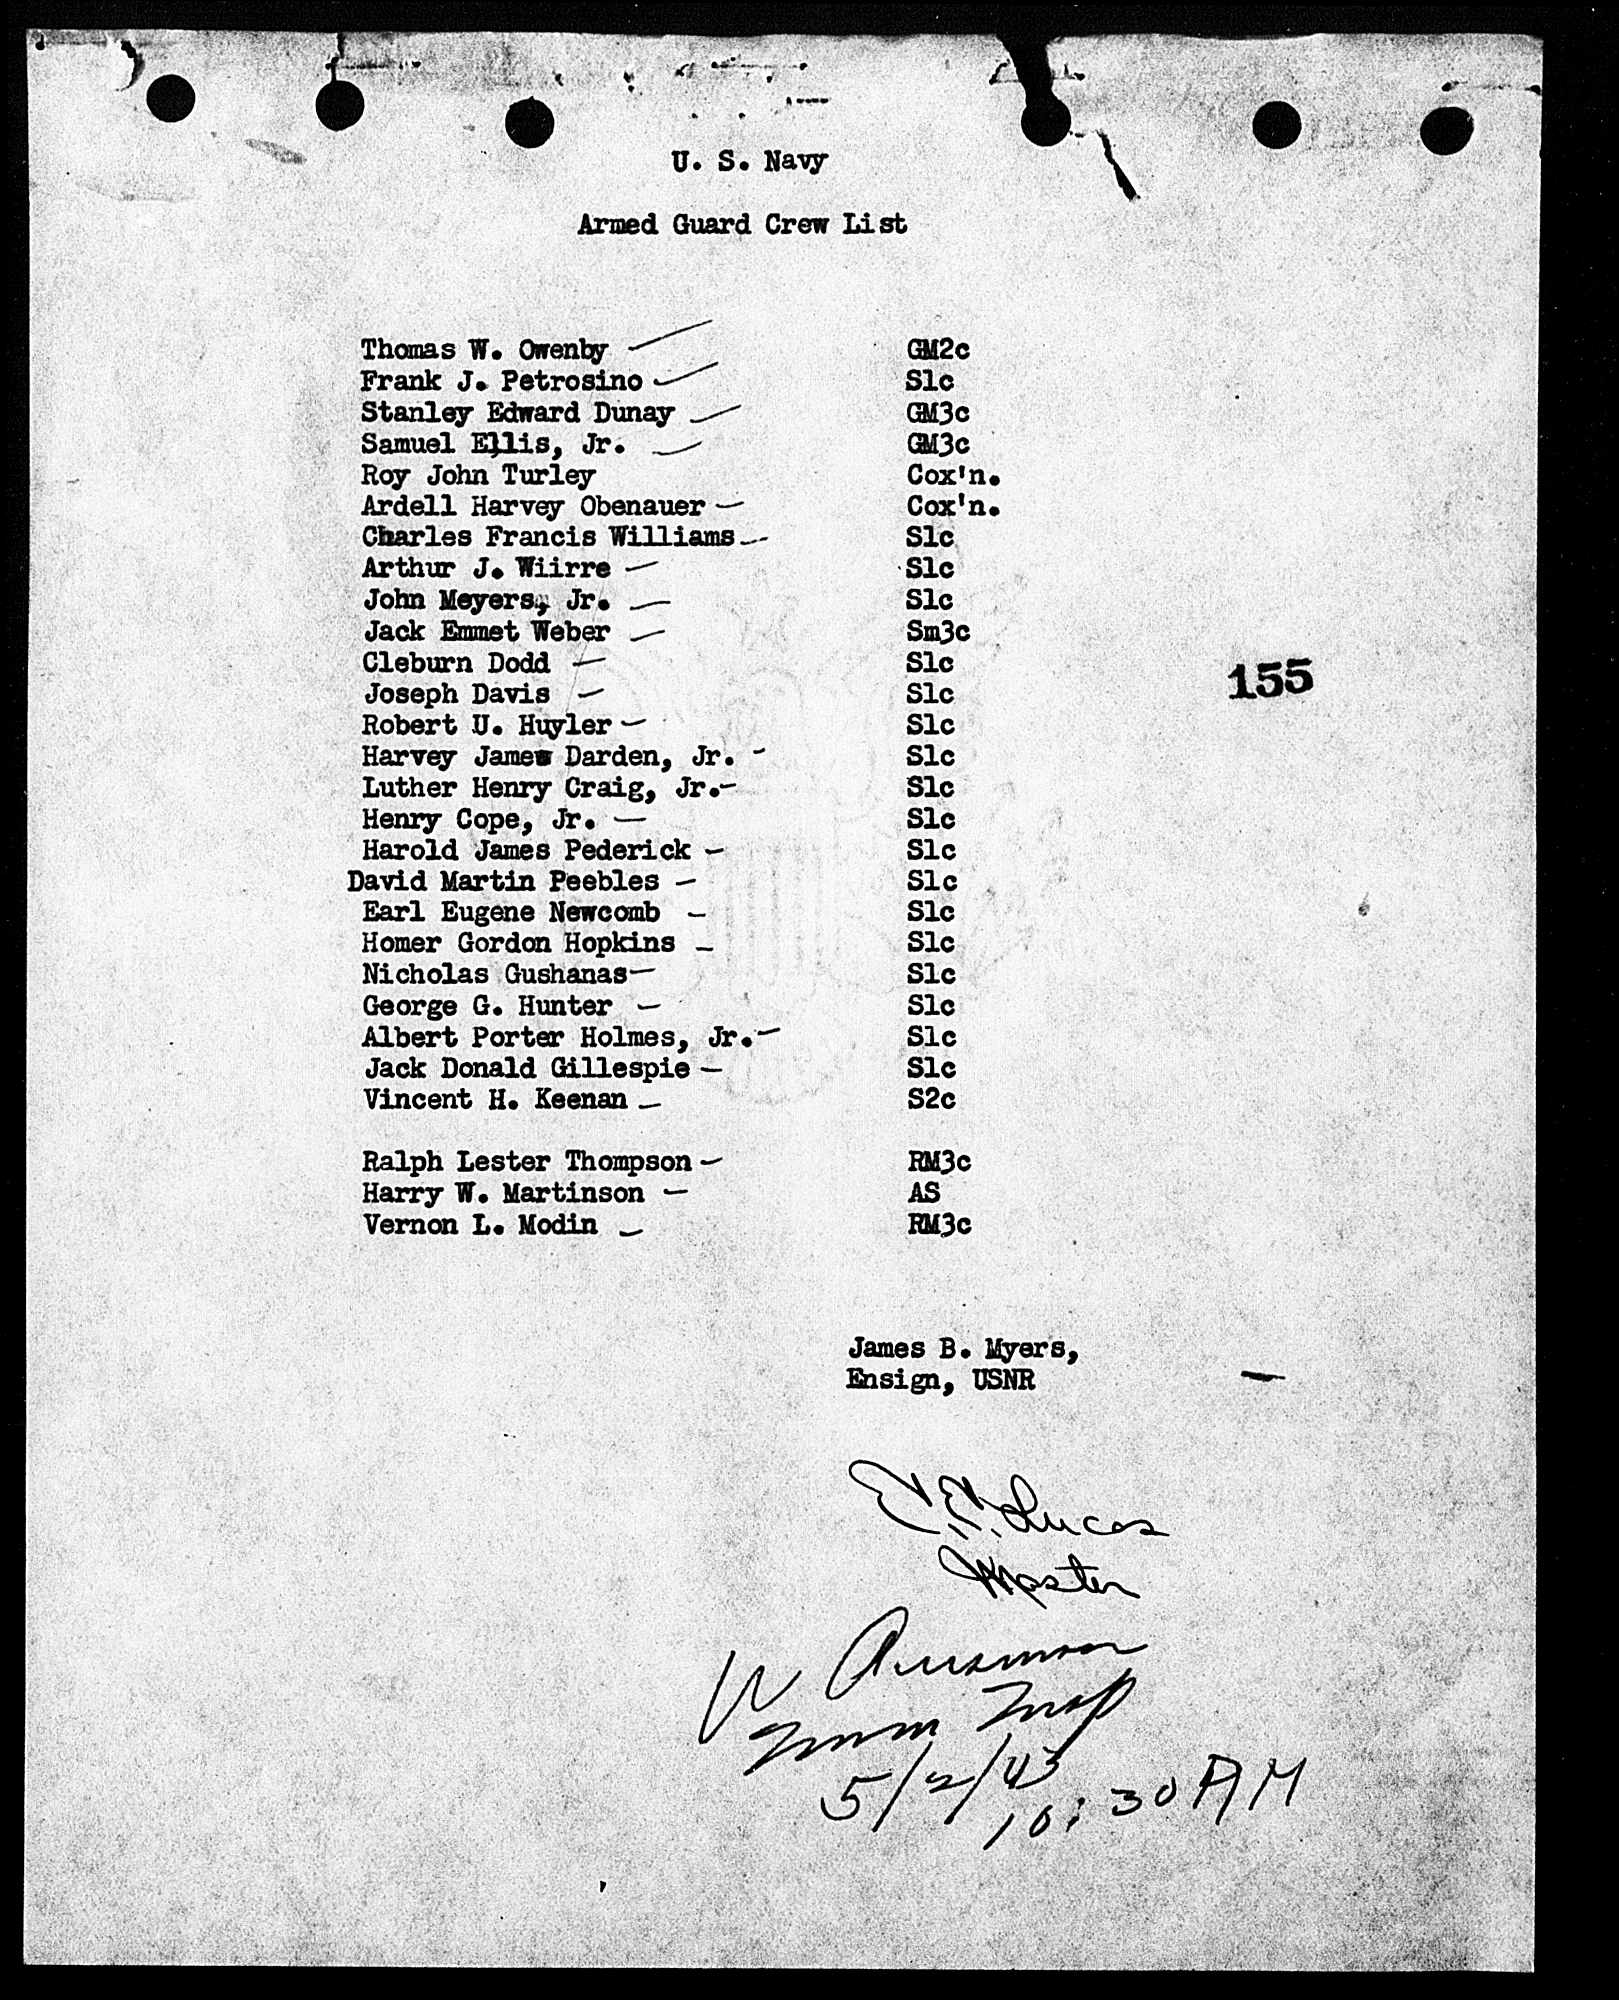 U. S. Navy
Armed Guard Crew List
Thomas W. Owenby GM2c
Frank J. Petrosino S1c
Stanley Edward Dunay GM3c
Samuel Ellis, Jr. GM3c
Roy John Turley Cox'n.
Ardell Harvey Obenauer Cox'n.
Charles Francis Williams S1c
Arthur J. Wiirre S1c
John Meyers, Jr. S1c
Jack Emmet Weber Sm3c
Cleburn Dodd S1c
Joseph Davis S1c
155
Robert U. Huyler S1c
Harvey James Darden, Jr. S1c
Luther Henry Craig, Jr. S1c
Henry Cope, Jr. S1c
Harold James Pederick S1c
David Martin Peebles S1c
Earl Eugene Newcomb S1c
Homer Gordon Hopkins S1c
Nicholas Gushanas S1c
George G. Hunter S1c
Albert Porter Holmes, Jr. S1c
Jack Donald Gillespie S1c
Vincent H. Keenan S2c
Ralph Lester Thompson RM3c
Harry W. Martinson AS
Vernon L. Modin RM3c
James B. Myers,
Ensign, USNR
Lucas
Master
W
Imm Insp
5/2/43
10:30 AM